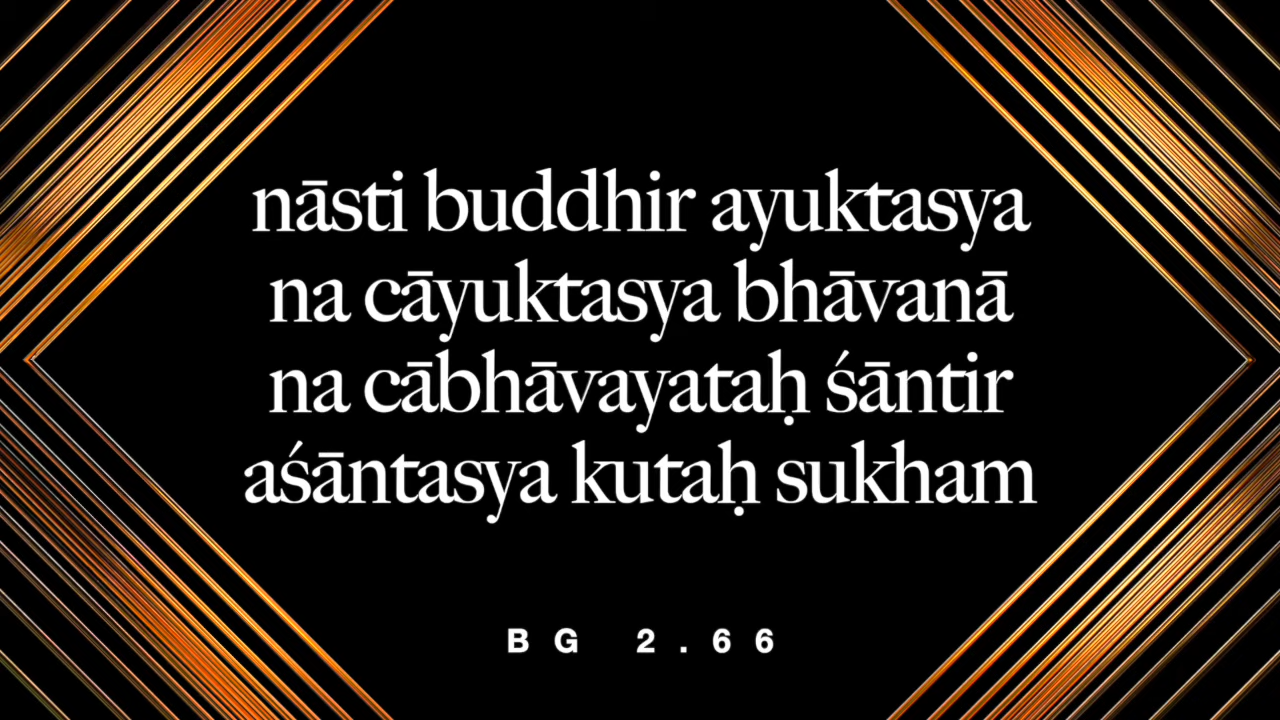 nāsti buddhir ayuktasya
na cāyuktasya bhāvanā
na cābhāvayataḥ śāntir
aśāntasya kutaḥ sukham
BG 2.66